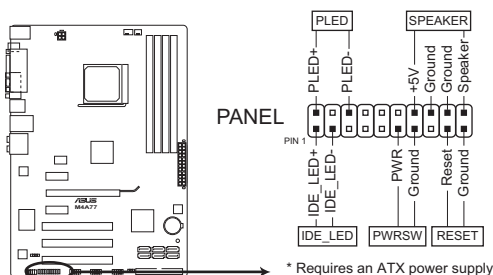 PLED
SPEAKER
PLED+
PLED-
+5V
Ground
Ground
Speaker
PANEL
PIN 1
IDE_LED+
IDE_LED-
PWR
Ground
Reset
Ground
IDE_LED
PWRSW
RESET
ASUS
M4A77
* Requires an ATX power supply